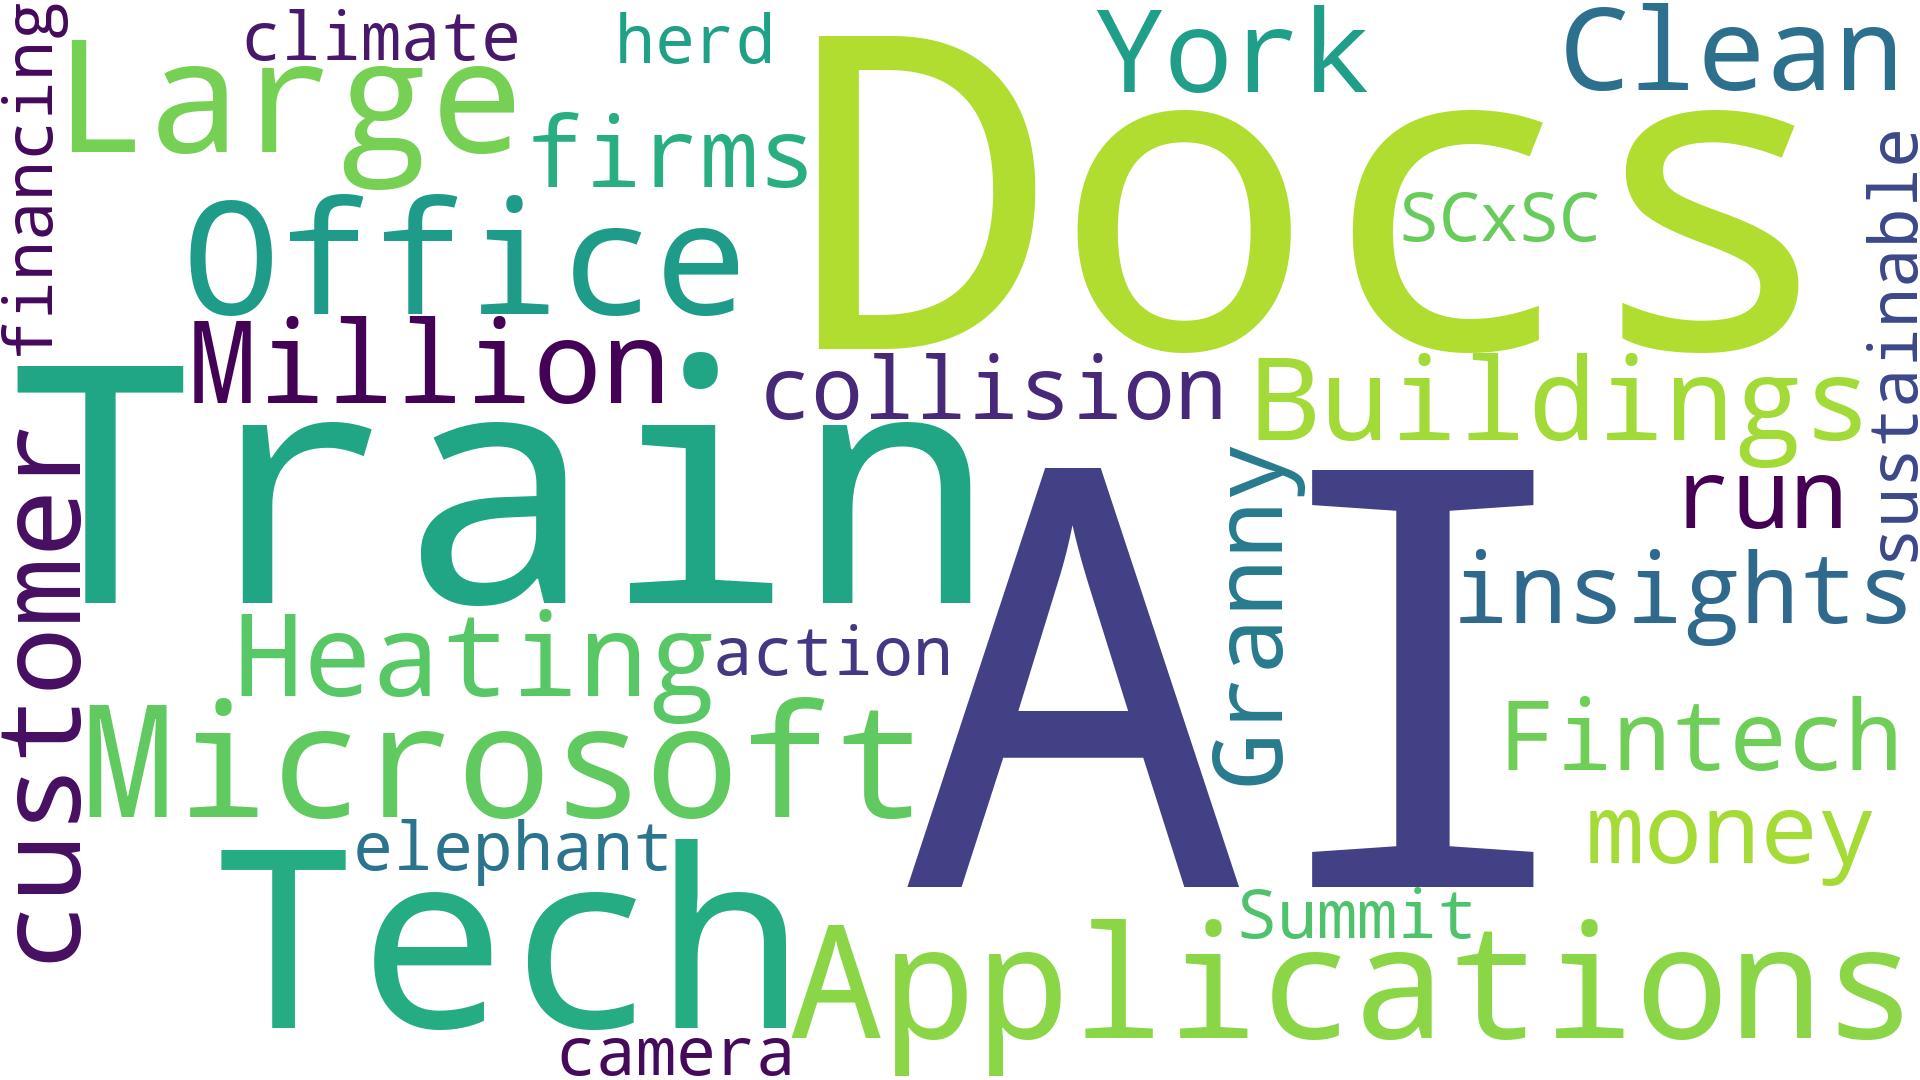 financing
climate
herd
York
Clean
Large
firms
Docs
SCxSC
sustainable
Office
Million
collision
Buildings
Train
customer
AI
Granny
run
insights
Heating
action
Microsoft
Fintech
money
elephant
Tech
Summit
Applications
camera